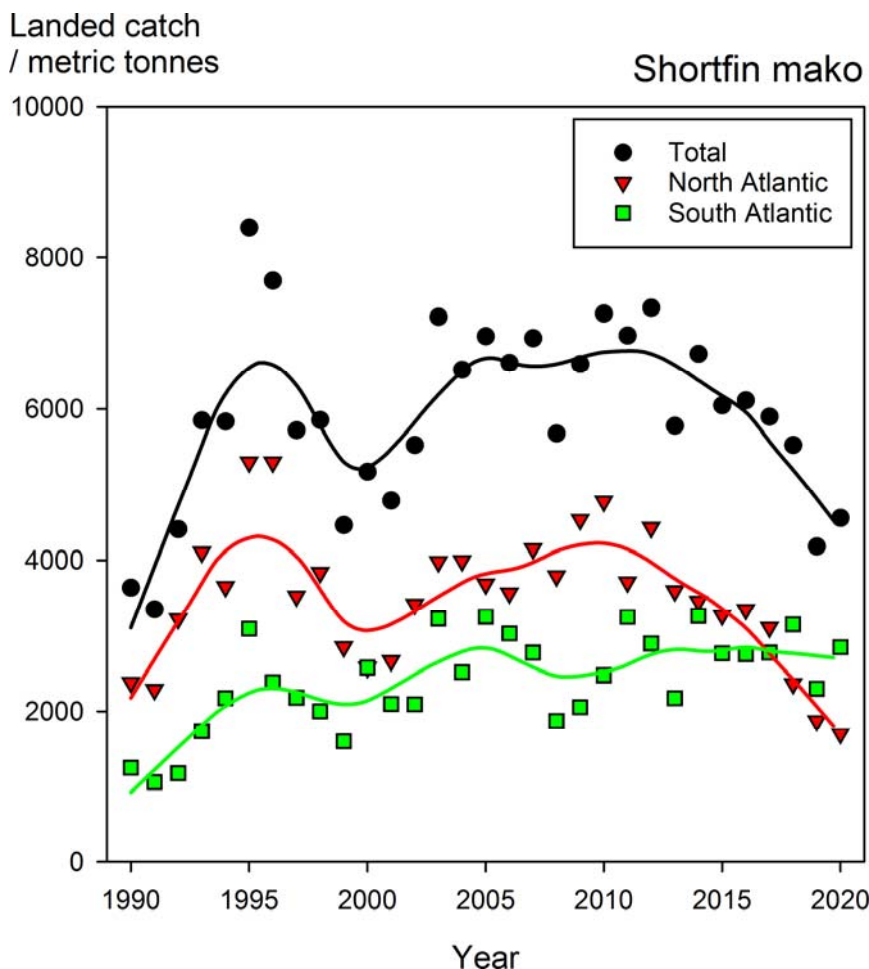 Landed catch
/ metric tonnes
Shortfin mako
10000
8000
6000
4000
2000
0
Total
North Atlantic
South Atlantic
1990 1995 2000 2005 2010 2015 2020
Year